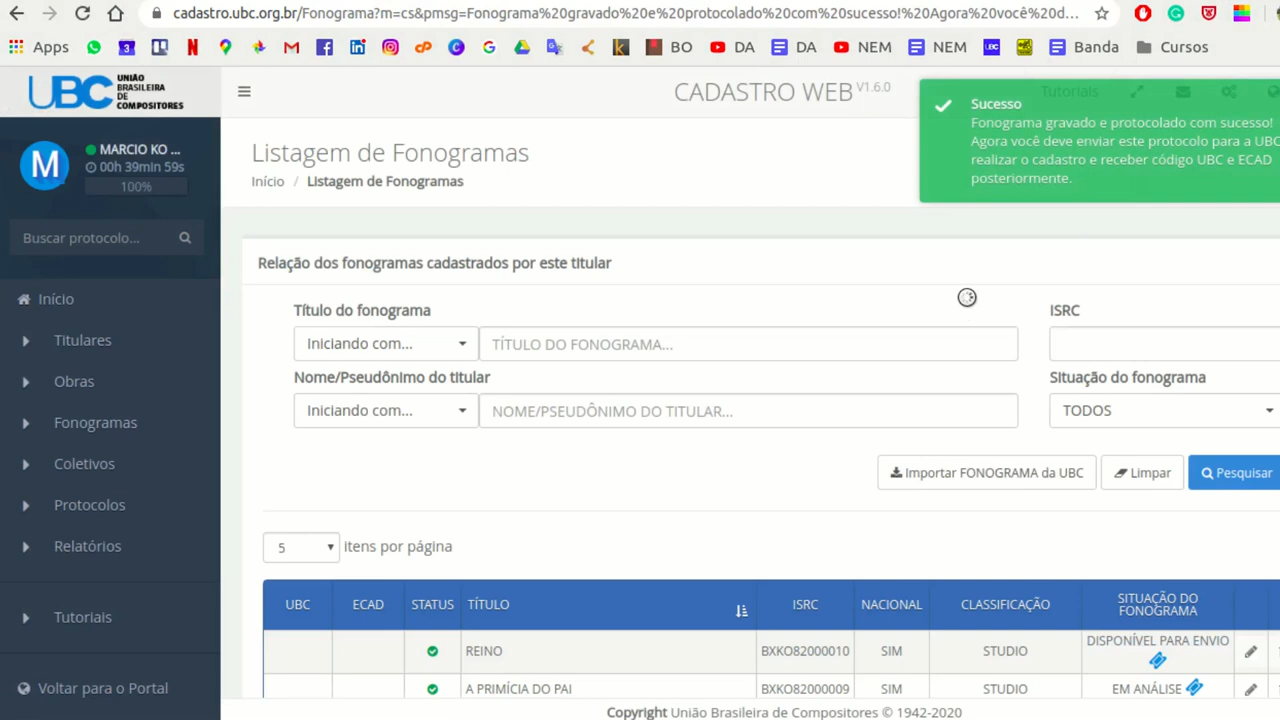 cadastro.ubc.org.br/Fonograma?m=cs&pmsg=Fonograma%20gravado%20e%20protocolado%20com%20sucesso!%20Agora%20você%20d...
Apps
BO
DA
DA
NEM
NEM
Banda
Cursos
UBC UNIÃO
BRASILEIRA
DE
COMPOSITORES
CADASTRO WEB V1.6.0
Tutoriais
Sucesso
Fonograma gravado e protocolado com sucesso!
Agora você deve enviar este protocolo para a UBC
realizar o cadastro e receber código UBC e ECAD
posteriormente.
M
MARCIO KO ...
00h 39min 59s
100%
Buscar protocolo...
Início
Titulares
Obras
Fonogramas
Coletivos
Protocolos
Relatórios
Tutoriais
Voltar para o Portal
Listagem de Fonogramas
Início / Listagem de Fonogramas
Relação dos fonogramas cadastrados por este titular
Título do fonograma
ISRC
Iniciando com...
TÍTULO DO FONOGRAMA...
Nome/Pseudônimo do titular
Situação do fonograma
Iniciando com...
NOME/PSEUDÔNIMO DO TITULAR...
TODOS
Importar FONOGRAMA da UBC
Limpar
Pesquisar
5 itens por página
UBC ECAD STATUS TÍTULO ISRC NACIONAL CLASSIFICAÇÃO SITUAÇÃO DO
FONOGRAMA
REINO BXKO82000010 SIM STUDIO DISPONÍVEL PARA ENVIO
A PRIMÍCIA DO PAI BXKO82000009 SIM STUDIO EM ANÁLISE
Copyright União Brasileira de Compositores © 1942-2020